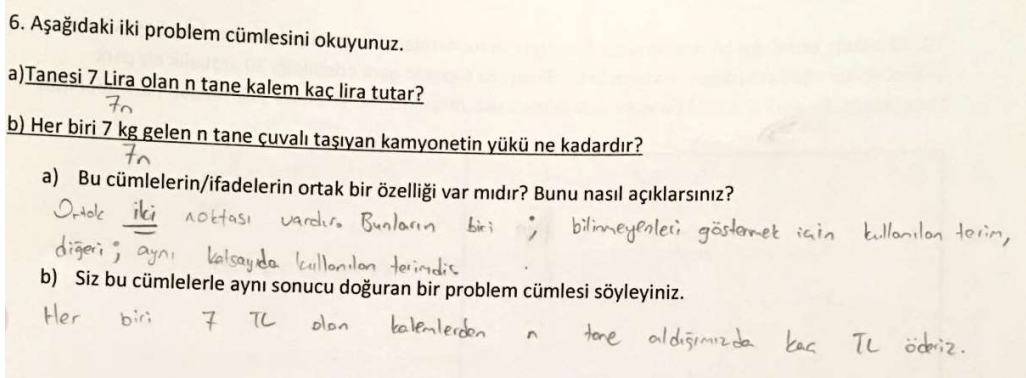 6. Aşağıdaki iki problem cümlesini okuyunuz.
a)Tanesi 7 Lira olan n tane kalem kaç lira tutar?
7n
b) Her biri 7 kg gelen n tane çuvalı taşıyan kamyonetin yükü ne kadardır?
7n
a) Bu cümlelerin/ifadelerin ortak bir özelliği var mıdır? Bunu nasıl açıklarsınız?
Ortak iki noktası vardır. Bunların biri ; bilinmeyenleri göstermek için kullanılan terim,
diğeri ; aynı katsayıda kullanılan terimdir
b) Siz bu cümlelerle aynı sonucu doğuran bir problem cümlesi söyleyiniz.
Her biri 7 TL olan kalemlerden n tane aldığımızda kaç TL öderiz.